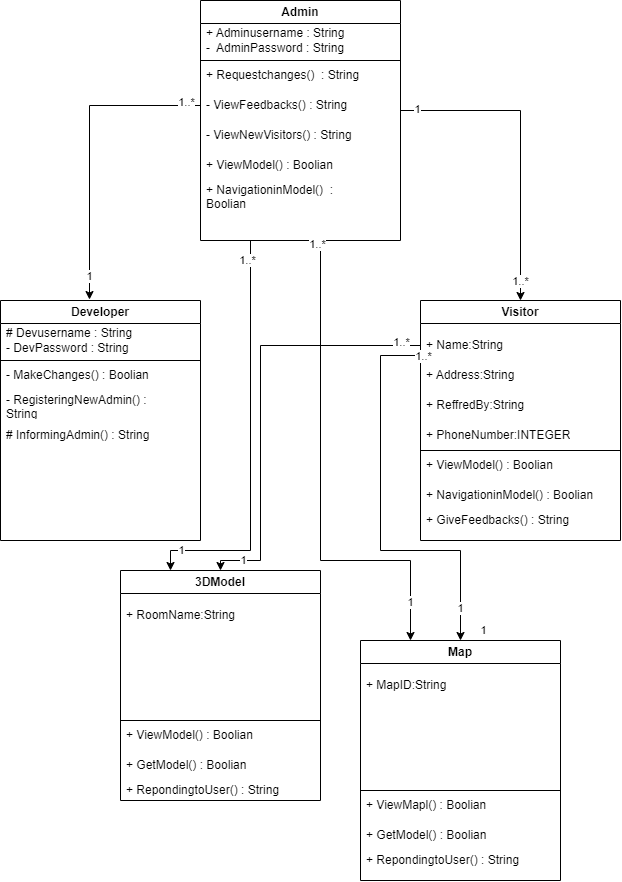 Admin
+ Adminusername : String
- AdminPassword : String
+ Requestchanges() : String
- ViewFeedbacks() : String
- ViewNewVisitors() : String
+ ViewModel() : Boolian
+ NavigationinModel() :
Boolian
1..*
1
1..*
1..*
1
1..*
Developer
# Devusername : String
- DevPassword : String
- MakeChanges() : Boolian
- RegisteringNewAdmin() :
String
# InformingAdmin() : String
Visitor
+ Name:String
+ Address:String
+ ReffredBy:String
+ PhoneNumber:INTEGER
+ ViewModel() : Boolian
+ NavigationinModel() : Boolian
+ GiveFeedbacks() : String
1..*
1..*
1
1
3DModel
+ RoomName:String
+ ViewModel() : Boolian
+ GetModel() : Boolian
+ RepondingtoUser() : String
1
1
1
Map
+ MapID:String
+ ViewMapl() : Boolian
+ GetModel() : Boolian
+ RepondingtoUser() : String